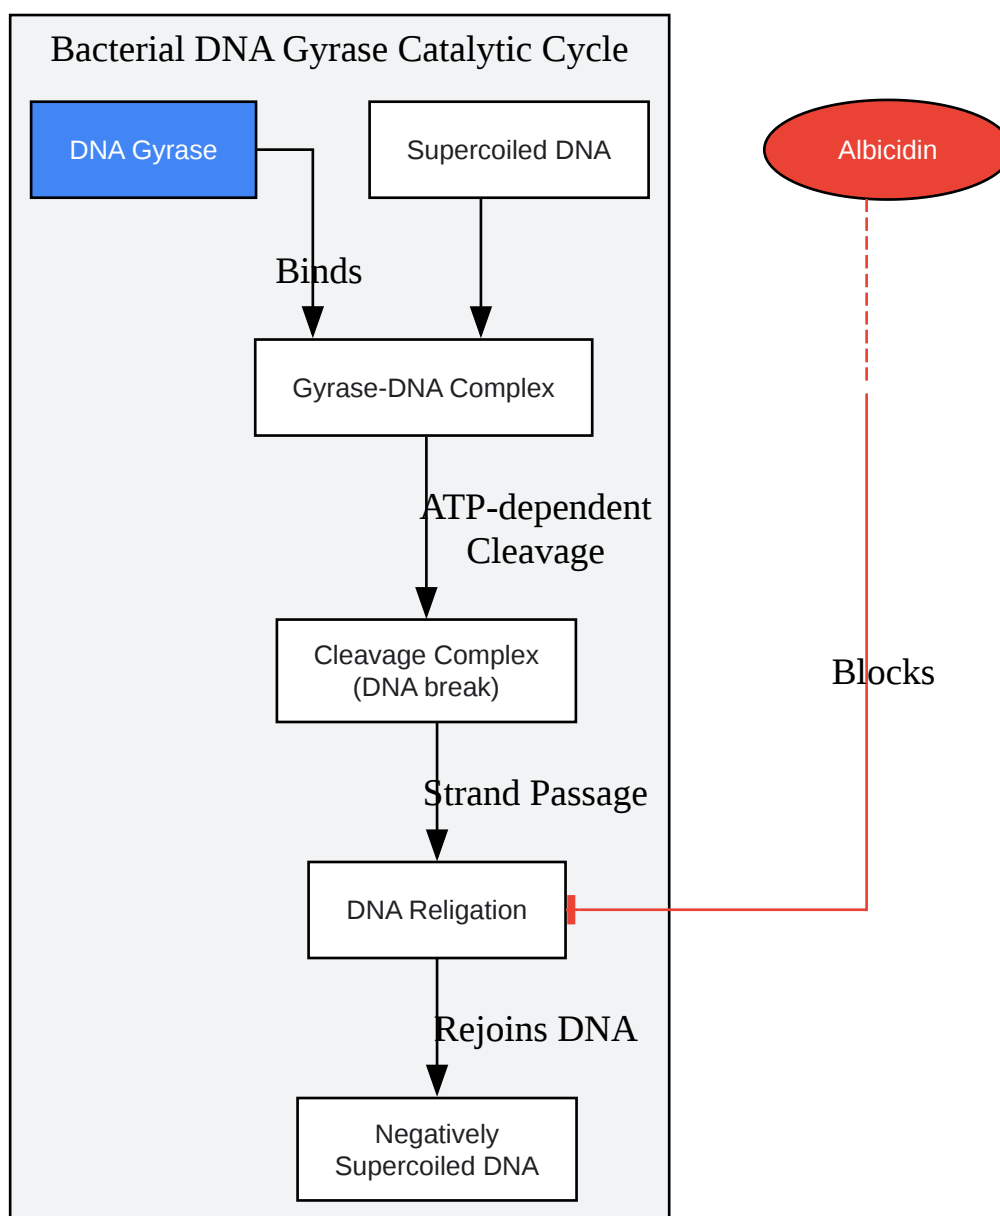 Bacterial DNA Gyrase Catalytic Cycle
DNA Gyrase
Supercoiled DNA
Albicidin
Binds
Gyrase-DNA Complex
ATP-dependent
Cleavage
Cleavage Complex
(DNA break)
Blocks
Strand Passage
DNA Religation
Rejoins DNA
Negatively
Supercoiled DNA